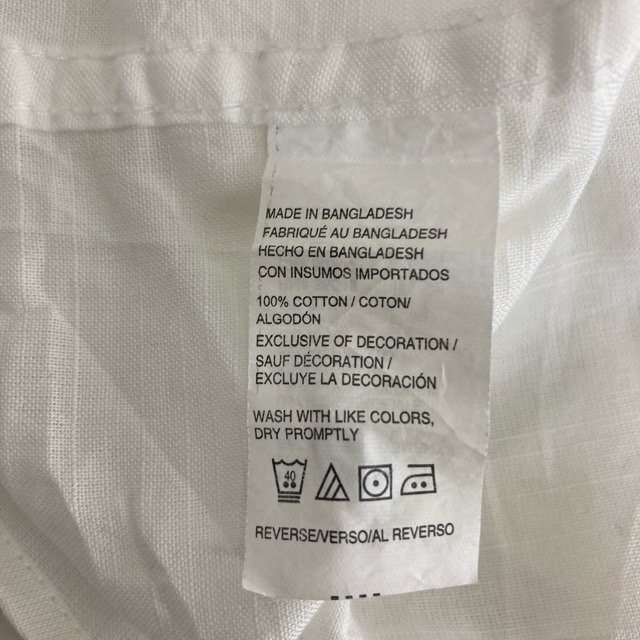 MADE IN BANGLADESH
FABRIQUÉ AU BANGLADESH
HECHO EN BANGLADESH
CON INSUMOS IMPORTADOS
100% COTTON / COTON/
ALGODÓN
EXCLUSIVE OF DECORATION /
SAUF DÉCORATION /
EXCLUYE LA DECORACIÓN
WASH WITH LIKE COLORS,
DRY PROMPTLY
40
REVERSE/VERSO/AL REVERSO